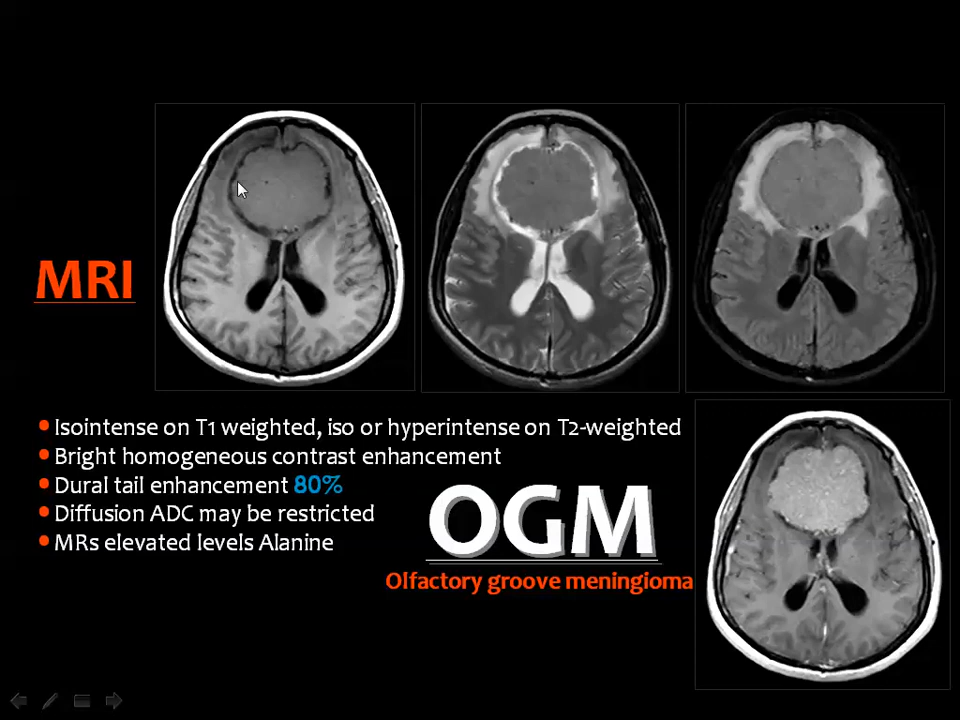 MRI
Isointense on T1 weighted, iso or hyperintense on T2-weighted
Bright homogeneous contrast enhancement
Dural tail enhancement 80%
Diffusion ADC may be restricted
MRs elevated levels Alanine
OGM
Olfactory groove meningioma